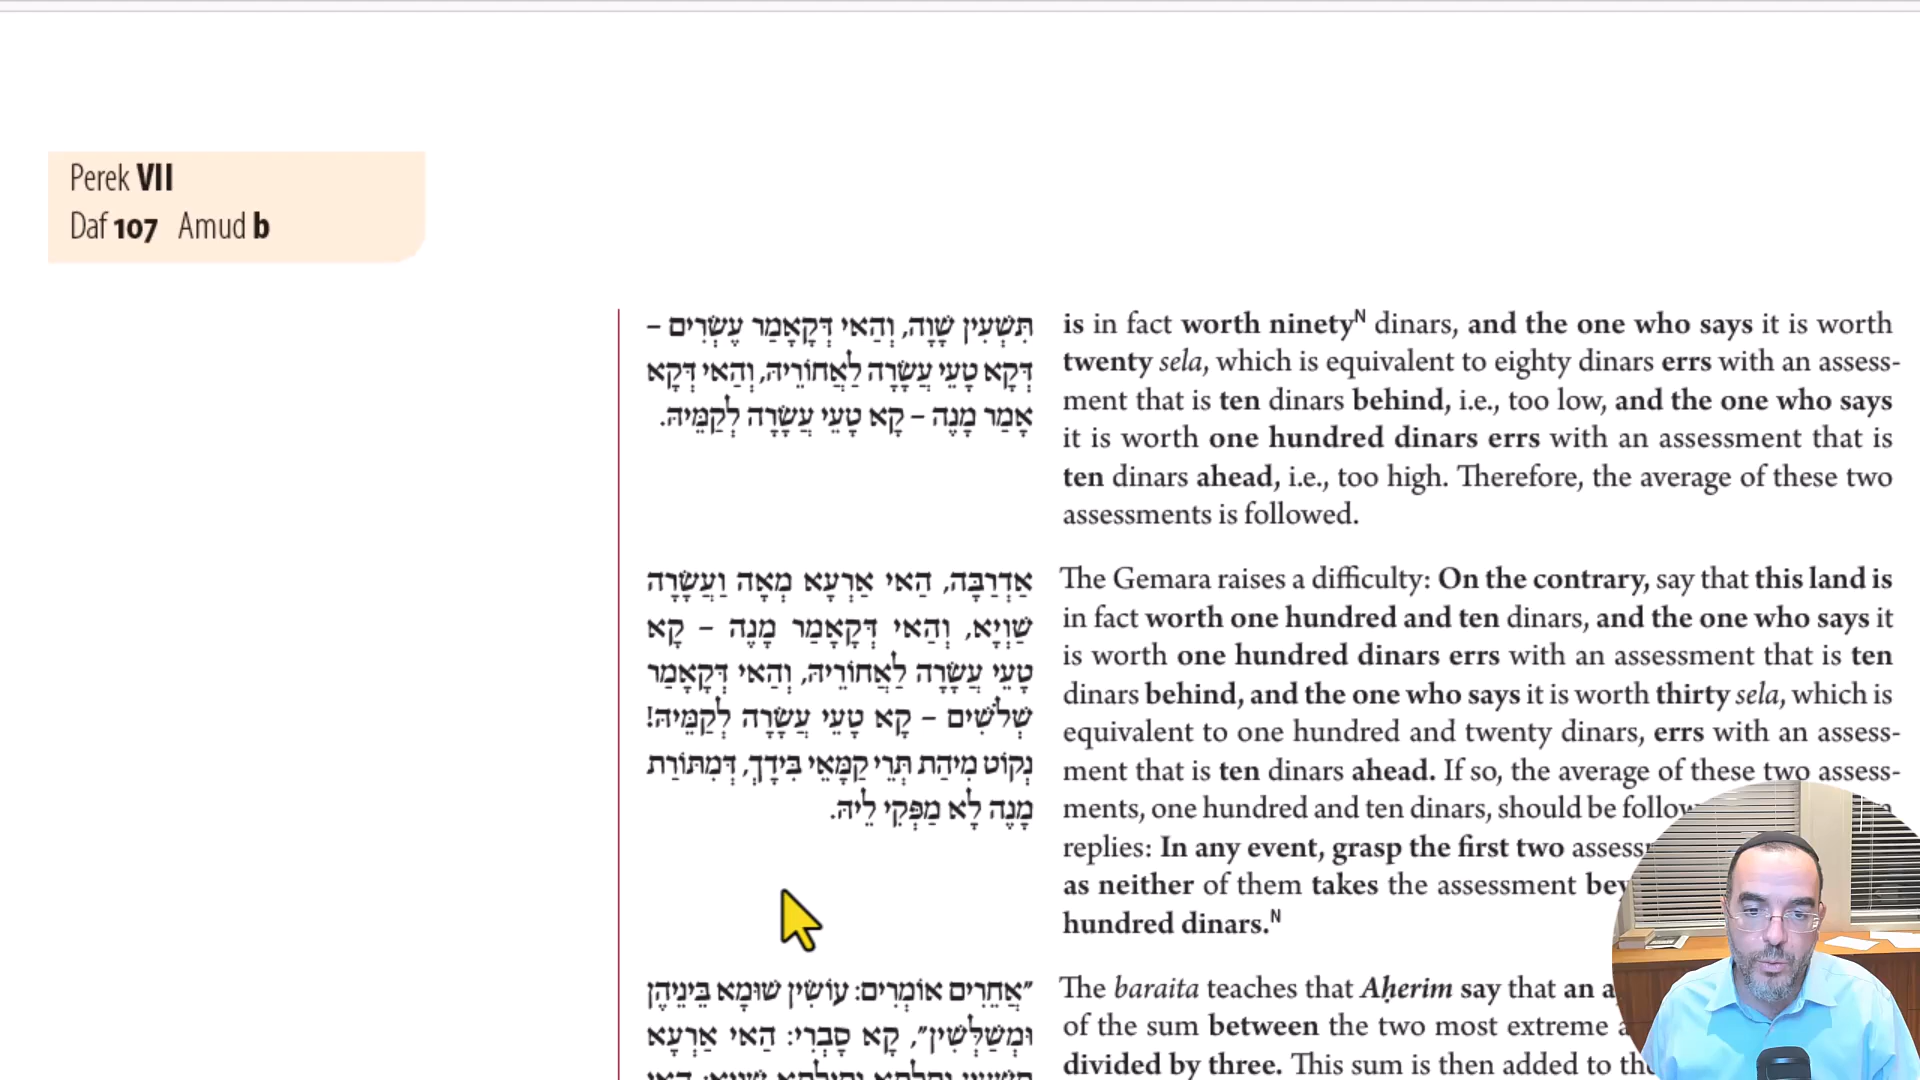 Perek VII
Daf 107 Amud b
תִּשְׁעִין שָׁוָה, וְהַאי דְּקָאָמַר עֶשְׂרִים –
דְּקָא טָעֵי עֲשָׂרָה לַאֲחוֹרֵיהּ, וְהַאי דְּקָא
אָמַר מָנֶה – קָא טָעֵי עֲשָׂרָה לְקַמֵּיהּ.
is in fact worth ninetyᴺ dinars, and the one who says it is worth
twenty sela, which is equivalent to eighty dinars errs with an assess-
ment that is ten dinars behind, i.e., too low, and the one who says
it is worth one hundred dinars errs with an assessment that is
ten dinars ahead, i.e., too high. Therefore, the average of these two
assessments is followed.
אַדְרַבָּה, הַאי אַרְעָא מְאָה וַעֲשָׂרָה
שַׁוְיָא, וְהַאי דְּקָאָמַר מָנֶה – קָא
טָעֵי עֲשָׂרָה לַאֲחוֹרֵיהּ, וְהַאי דְּקָאָמַר
שְׁלֹשִׁים – קָא טָעֵי עֲשָׂרָה לְקַמֵּיהּ!
נְקוֹט מִיהַת תְּרֵי קַמָּאֵי בִּידָךְ, דְּמִתּוֹרַת
מָנֶה לָא מַפְּקִי לֵיהּ.
The Gemara raises a difficulty: On the contrary, say that this land is
in fact worth one hundred and ten dinars, and the one who says it
is worth one hundred dinars errs with an assessment that is ten
dinars behind, and the one who says it is worth thirty sela, which is
equivalent to one hundred and twenty dinars, errs with an assess-
ment that is ten dinars ahead. If so, the average of these two assess-
ments, one hundred and ten dinars, should be
replies: In any event, grasp the first two
as neither of them takes the assessment
hundred dinars.ᴺ
״אֲחֵרִים אוֹמְרִים: עוֹשִׂין שׁוּמָא בֵּינֵיהֶן
וּמְשַׁלְּשִׁין״, קָא סָבְרִי: הַאי אַרְעָא
The baraita teaches that Aḥerim say that an
of the sum between the two most extreme
divided by three. This sum is then added to